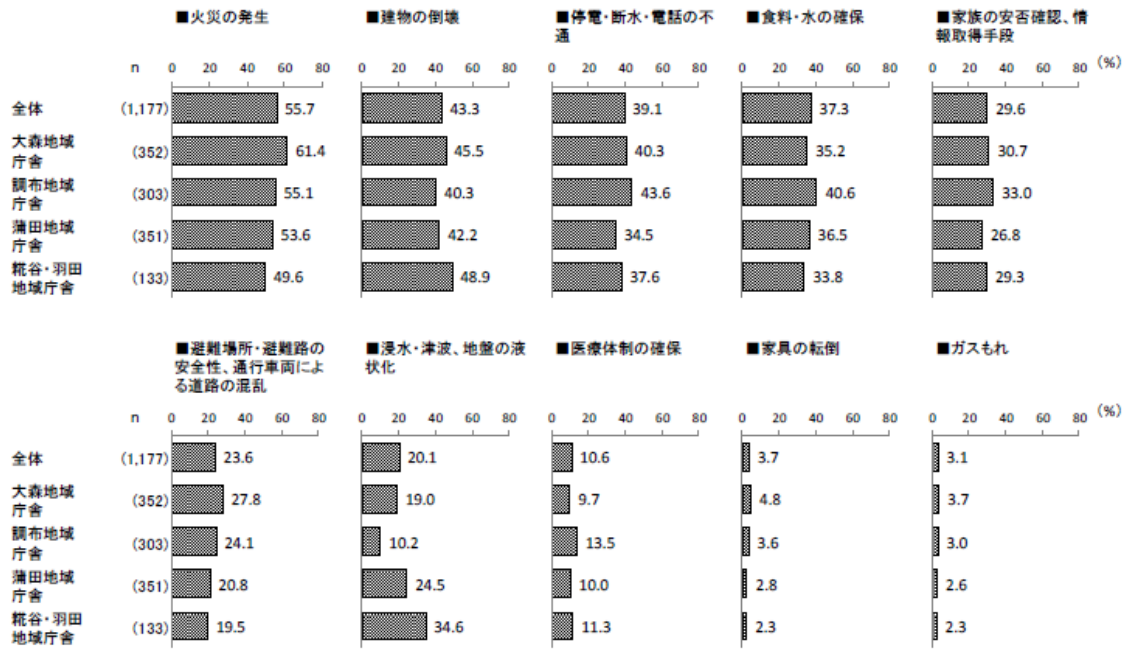 ■火災の発生
■建物の倒壊
■停電・断水・電話の不
通
■食料・水の確保
■家族の安否確認、情
報取得手段
n 0 20 40 60 80 0 20 40 60 80 0 20 40 60 80 0 20 40 60 80 0 20 40 60 80 (%)
全体 (1,177) 55.7 43.3 39.1 37.3 29.6
大森地域
庁舎 (352) 61.4 45.5 40.3 35.2 30.7
調布地域
庁舎 (303) 55.1 40.3 43.6 40.6 33.0
蒲田地域
庁舎 (351) 53.6 42.2 34.5 36.5 26.8
糀谷・羽田
地域庁舎 (133) 49.6 48.9 37.6 33.8 29.3
■避難場所・避難路の
安全性、通行車両によ
る道路の混乱
■浸水・津波、地盤の液
状化
■医療体制の確保
■家具の転倒
■ガスもれ
n 0 20 40 60 80 0 20 40 60 80 0 20 40 60 80 0 20 40 60 80 0 20 40 60 80 (%)
全体 (1,177) 23.6 20.1 10.6 3.7 3.1
大森地域
庁舎 (352) 27.8 19.0 9.7 4.8 3.7
調布地域
庁舎 (303) 24.1 10.2 13.5 3.6 3.0
蒲田地域
庁舎 (351) 20.8 24.5 10.0 2.8 2.6
糀谷・羽田
地域庁舎 (133) 19.5 34.6 11.3 2.3 2.3